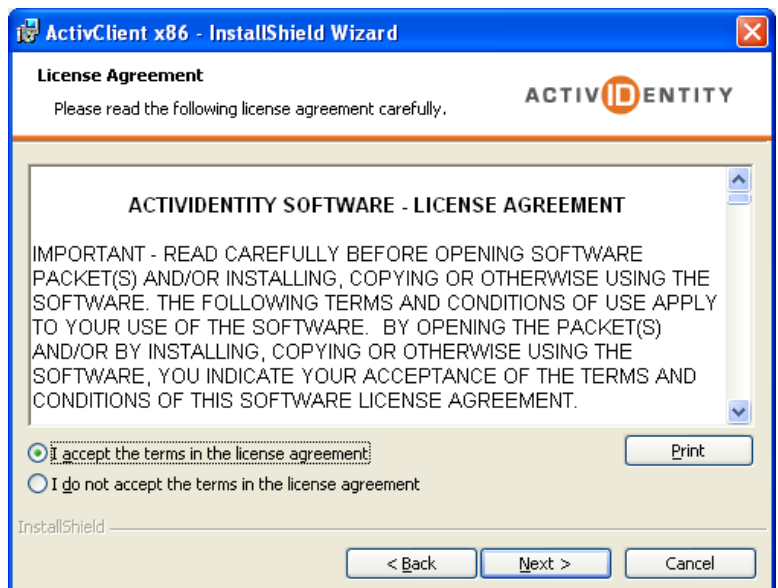 ActivClient x86 - InstallShield Wizard
License Agreement
Please read the following license agreement carefully.
ACTIVIDENTITY
ACTIVIDENTITY SOFTWARE - LICENSE AGREEMENT
IMPORTANT - READ CAREFULLY BEFORE OPENING SOFTWARE
PACKET(S) AND/OR INSTALLING, COPYING OR OTHERWISE USING THE
SOFTWARE. THE FOLLOWING TERMS AND CONDITIONS OF USE APPLY
TO YOUR USE OF THE SOFTWARE.  BY OPENING THE PACKET(S)
AND/OR BY INSTALLING, COPYING OR OTHERWISE USING THE
SOFTWARE, YOU INDICATE YOUR ACCEPTANCE OF THE TERMS AND
CONDITIONS OF THIS SOFTWARE LICENSE AGREEMENT.
I accept the terms in the license agreement
Print
I do not accept the terms in the license agreement
InstallShield
< Back Next > Cancel